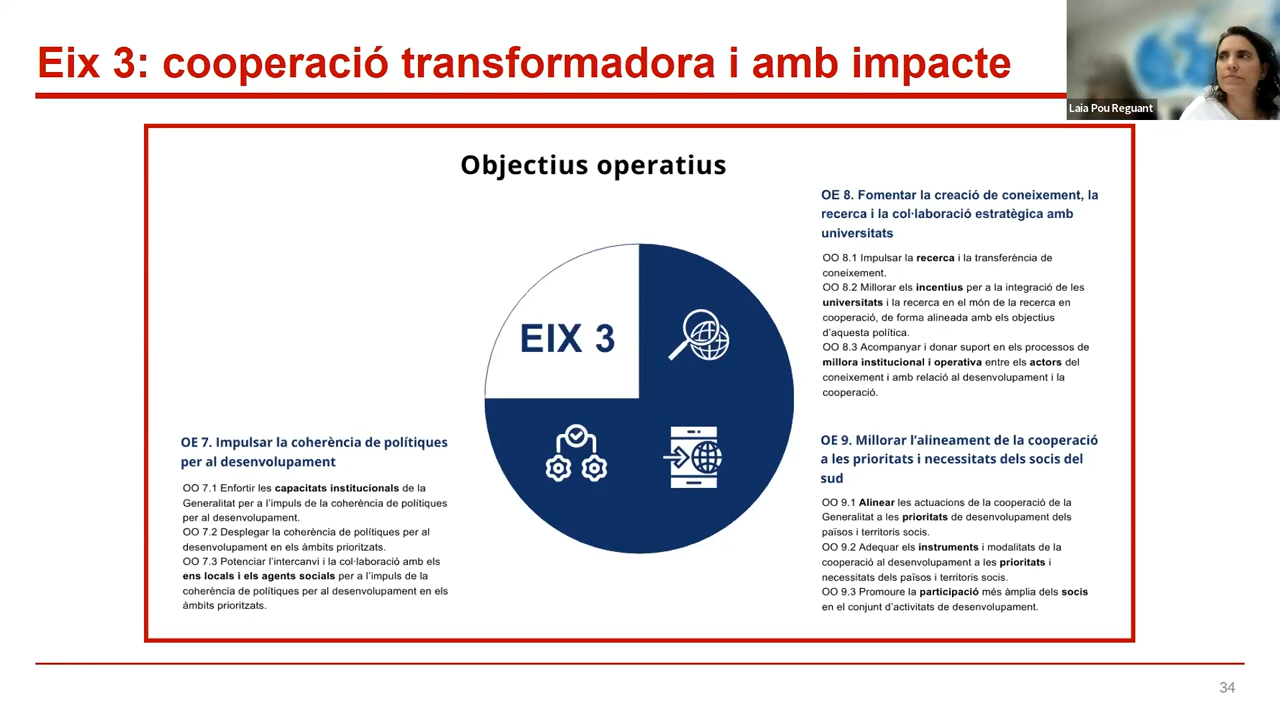 Eix 3: cooperació transformadora i amb impacte
Laia Pou Reguant
Objectius operatius
EIX 3
OE 7. Impulsar la coherència de polítiques
per al desenvolupament
OO 7.1 Enfortir les capacitats institucionals de la
Generalitat per a l’impuls de la coherència de polítiques
per al desenvolupament.
OO 7.2 Desplegar la coherència de polítiques per al
desenvolupament en els àmbits prioritzats.
OO 7.3 Potenciar l’intercanvi i la col·laboració amb els
ens locals i els agents socials per a l’impuls de la
coherència de polítiques per al desenvolupament en els
àmbits prioritzats.
OE 8. Fomentar la creació de coneixement, la
recerca i la col·laboració estratègica amb
universitats
OO 8.1 Impulsar la recerca i la transferència de
coneixement.
OO 8.2 Millorar els incentius per a la integració de les
universitats i la recerca en el món de la recerca en
cooperació, de forma alineada amb els objectius
d’aquesta política.
OO 8.3 Acompanyar i donar suport en els processos de
millora institucional i operativa entre els actors del
coneixement i amb relació al desenvolupament i la
cooperació.
OE 9. Millorar l’alineament de la cooperació
a les prioritats i necessitats dels socis del
sud
OO 9.1 Alinear les actuacions de la cooperació de la
Generalitat a les prioritats de desenvolupament dels
països i territoris socis.
OO 9.2 Adequar els instruments i modalitats de la
cooperació al desenvolupament a les prioritats i
necessitats dels països i territoris socis.
OO 9.3 Promoure la participació més àmplia dels socis
en el conjunt d’activitats de desenvolupament.
34